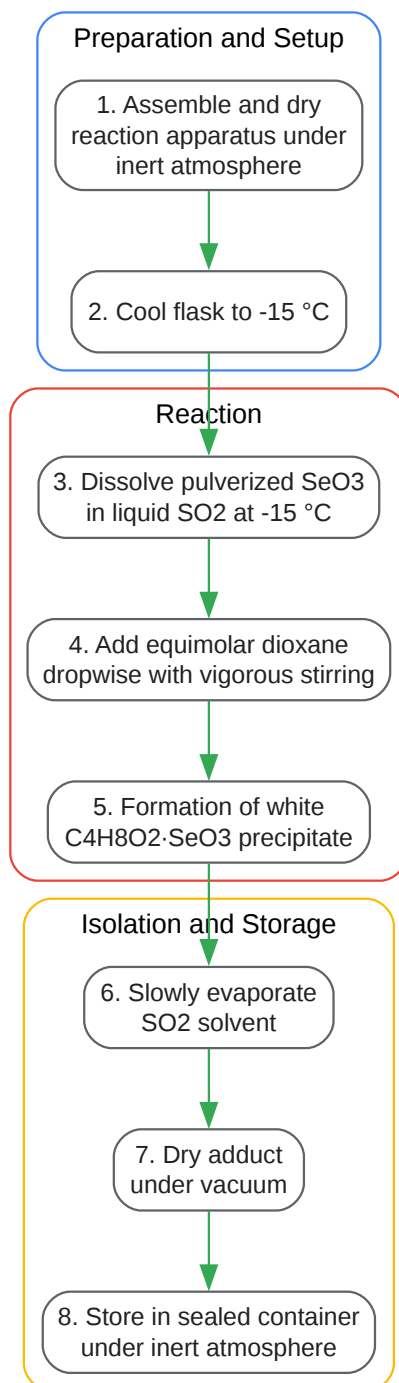 Preparation and Setup
1. Assemble and dry
reaction apparatus under
inert atmosphere
2. Cool flask to -15 °C
Reaction
3. Dissolve pulverized SeO3
in liquid SO2 at -15 °C
4. Add equimolar dioxane
dropwise with vigorous stirring
5. Formation of white
C4H8O2·SeO3 precipitate
Isolation and Storage
6. Slowly evaporate
SO2 solvent
7. Dry adduct
under vacuum
8. Store in sealed container
under inert atmosphere